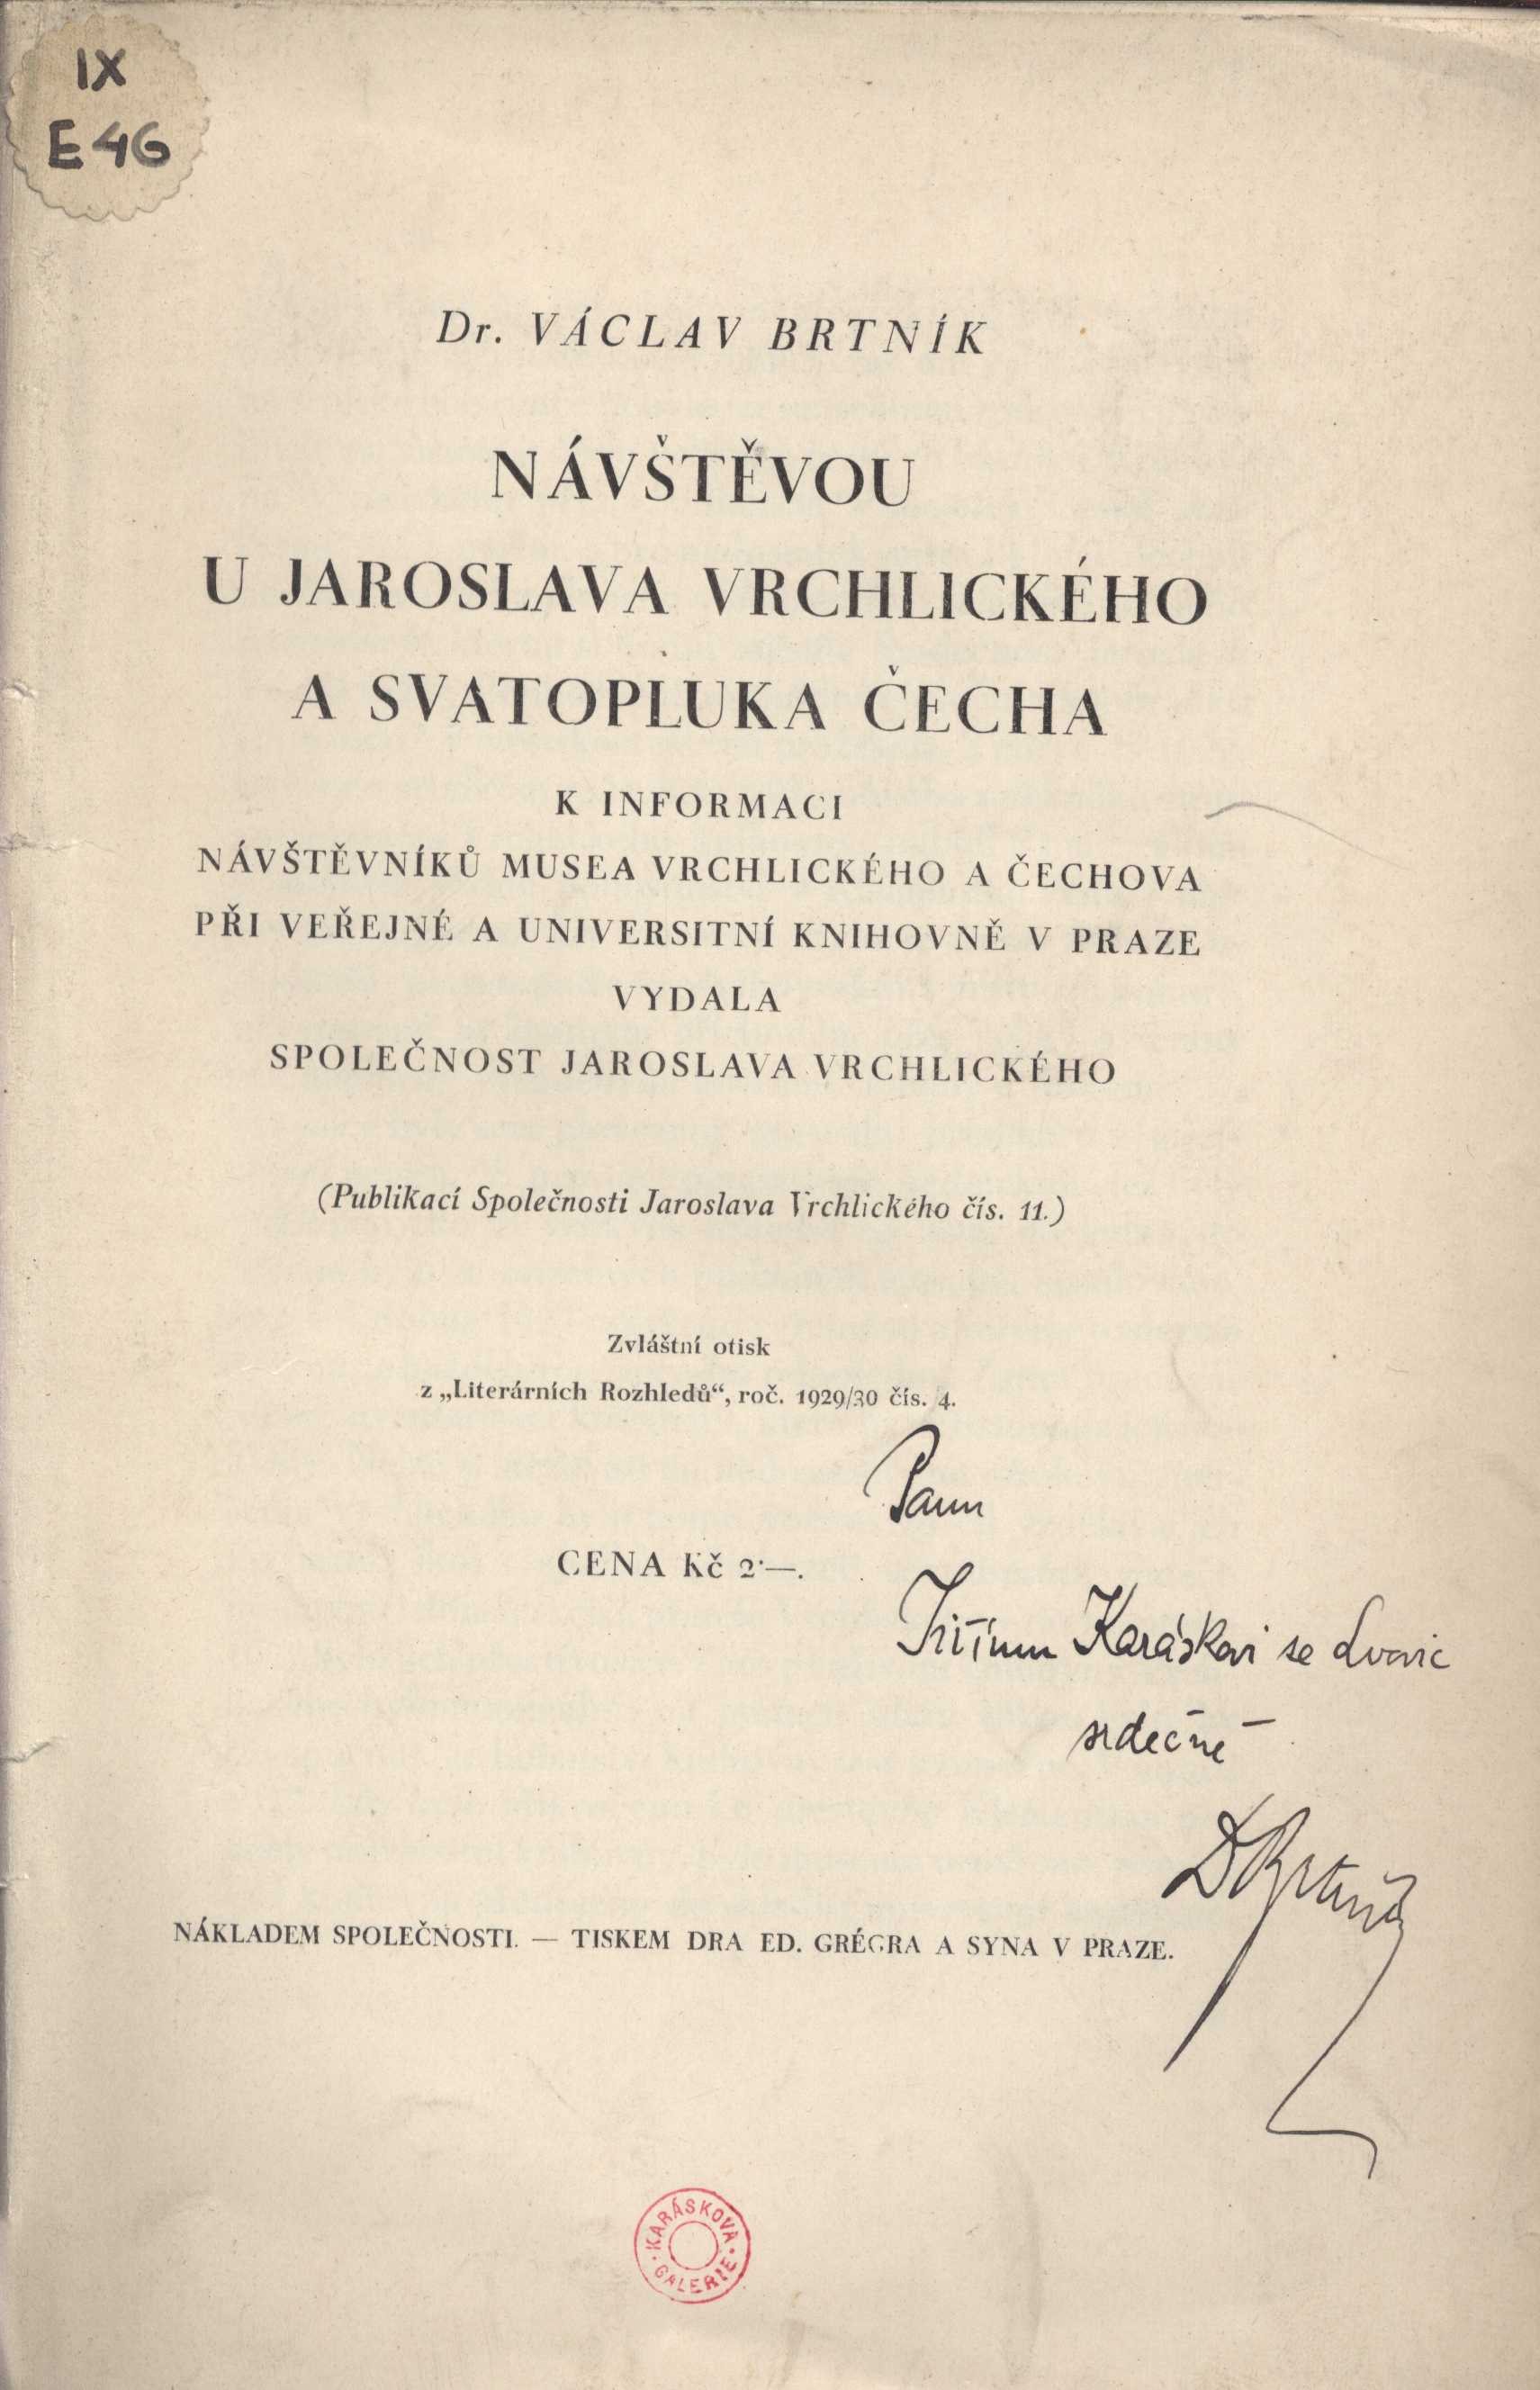 IX
E 46
Dr. VÁCLAV BRTNÍK
NÁVŠTĚVOU
U JAROSLAVA VRCHLICKÉHO
A SVATOPLUKA ČECHA
K INFORMACI
NÁVŠTĚVNÍKŮ MUSEA VRCHLICKÉHO A ČECHOVA
PŘI VEŘEJNÉ A UNIVERSITNÍ KNIHOVNĚ V PRAZE
VYDALA
SPOLEČNOST JAROSLAVA VRCHLICKÉHO
(Publikací Společnosti Jaroslava Vrchlického čís. 11.)
Zvláštní otisk
z „Literárních Rozhledů“, roč. 1929/30 čís. 4.
Panu
CENA Kč 2·—.
Jiřímu Karáskovi ze Lvovic
srdečně
DrBrtník
NÁKLADEM SPOLEČNOSTI. — TISKEM DRA ED. GRÉGRA A SYNA V PRAZE.
KARÁSKOVA
GALERIE